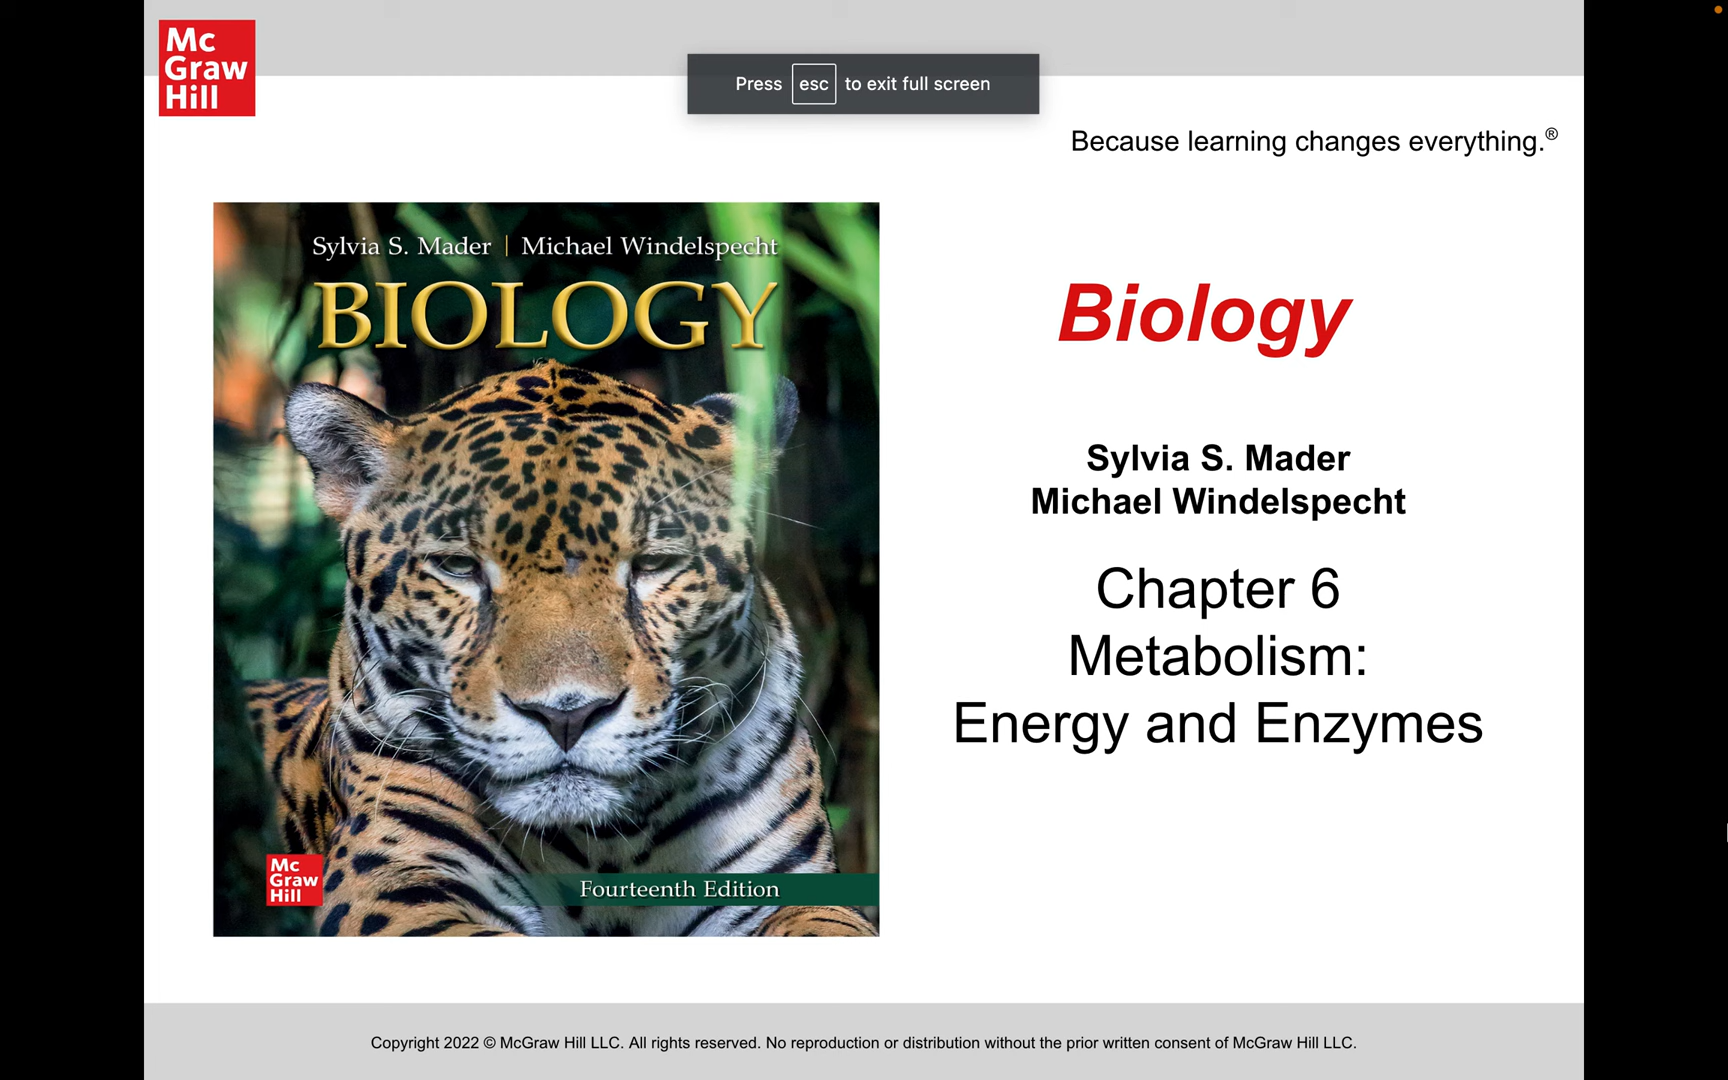 Mc
Graw
Hill
Press esc to exit full screen
Because learning changes everything.®
Sylvia S. Mader | Michael Windelspecht
BIOLOGY
Mc
Graw
Hill
Fourteenth Edition
Biology
Sylvia S. Mader
Michael Windelspecht
Chapter 6
Metabolism:
Energy and Enzymes
Copyright 2022 © McGraw Hill LLC. All rights reserved. No reproduction or distribution without the prior written consent of McGraw Hill LLC.